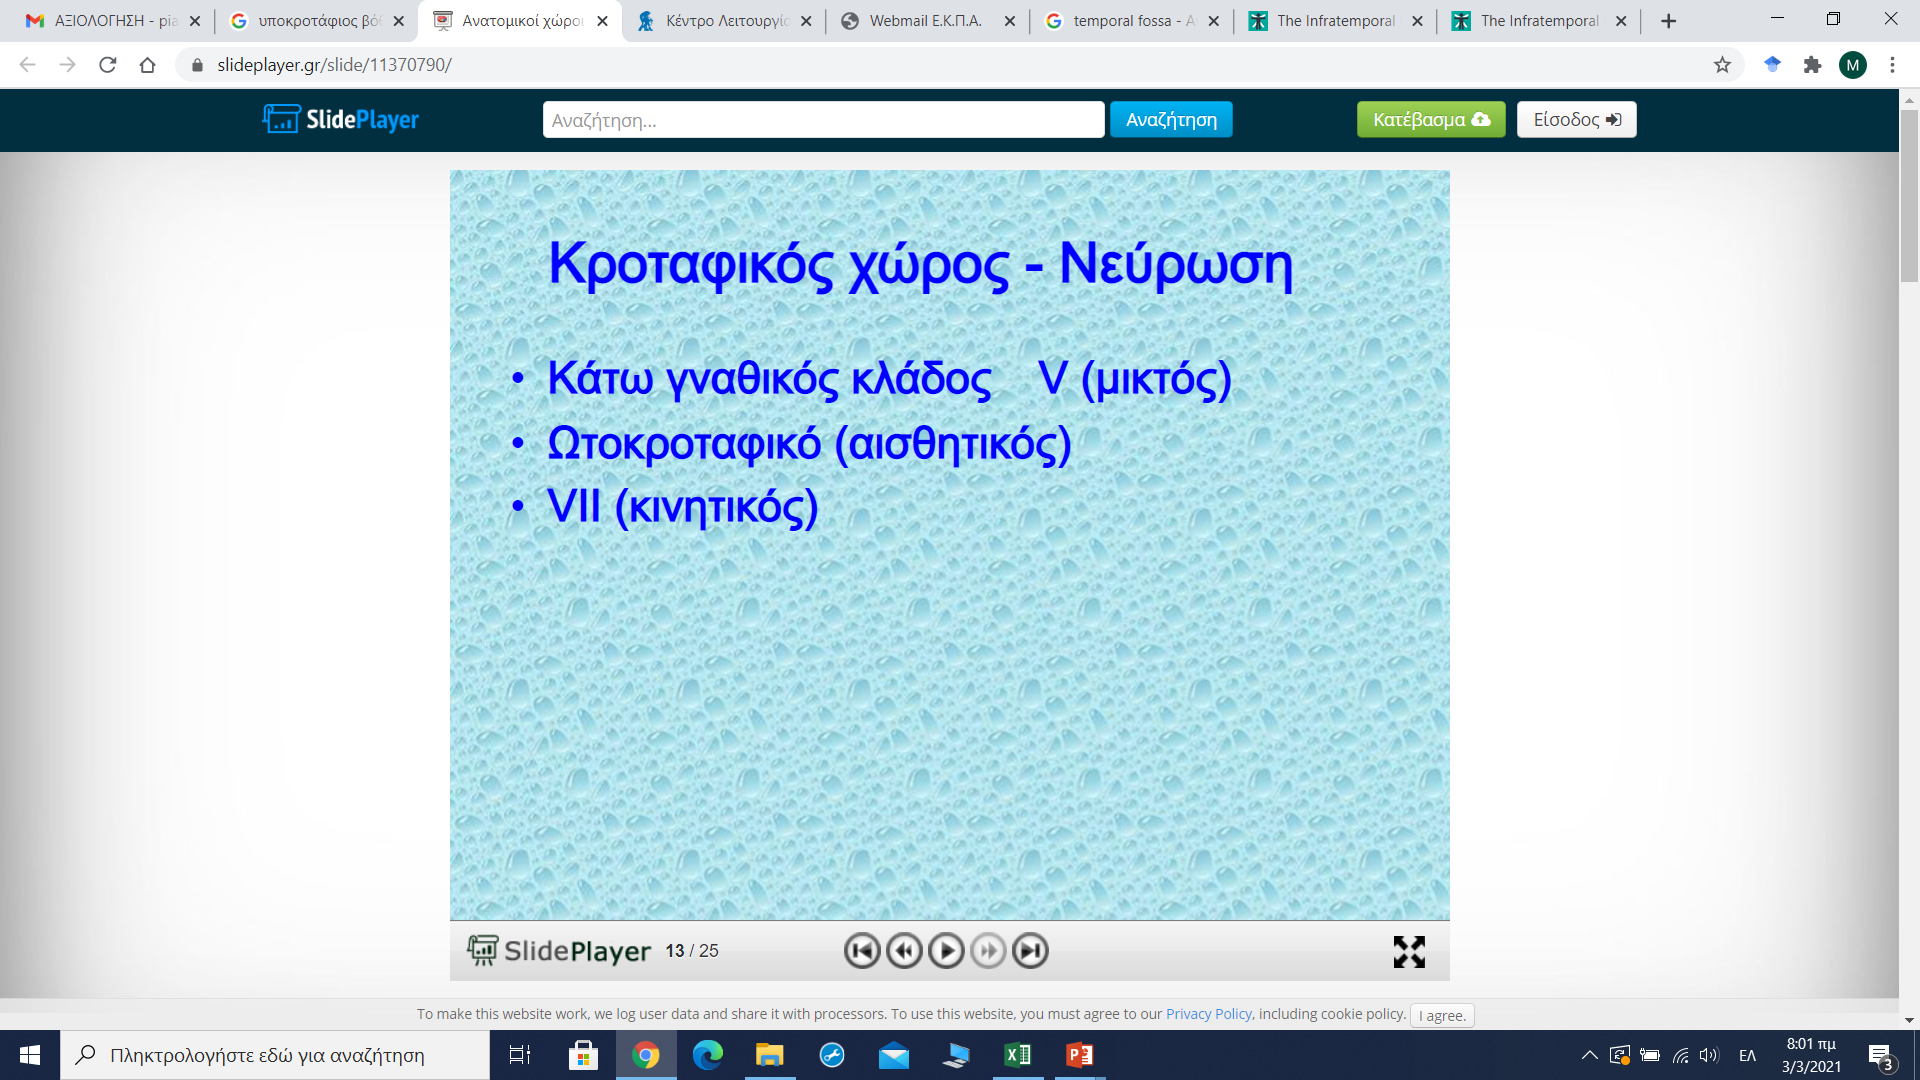 ΑΞΙΟΛΟΓΗΣΗ - pia
υποκροτάφιος βόθ
Ανατομικοί χώροι
Κέντρο Λειτουργίας
Webmail Ε.Κ.Π.Α.
temporal fossa - Α
The Infratemporal
The Infratemporal
slideplayer.gr/slide/11370790/
M
SlidePlayer
Αναζήτηση...
Αναζήτηση
Κατέβασμα
Είσοδος
Κροταφικός χώρος - Νεύρωση
• Κάτω γναθικός κλάδος V (μικτός)
• Ωτοκροταφικό (αισθητικός)
• VII (κινητικός)
SlidePlayer 13 / 25
To make this website work, we log user data and share it with processors. To use this website, you must agree to our Privacy Policy, including cookie policy. I agree.
Πληκτρολογήστε εδώ για αναζήτηση
ΕΛ
8:01 πμ
3/3/2021
3